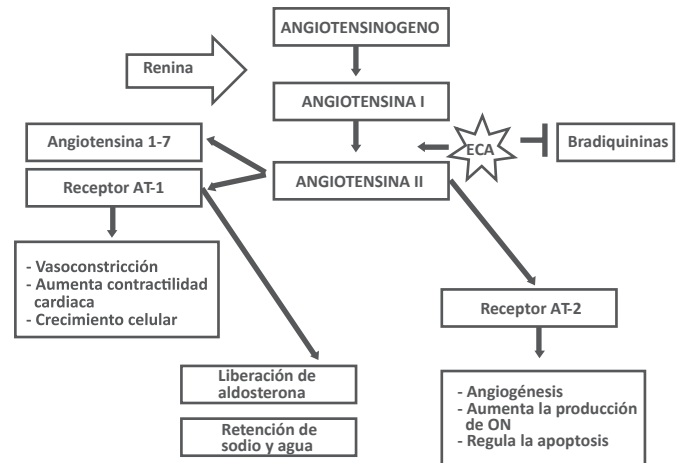 ANGIOTENSINOGENO
Renina
ANGIOTENSINA I
Angiotensina 1-7
ECA
Bradiquininas
Receptor AT-1
ANGIOTENSINA II
- Vasoconstricción
- Aumenta contractilidad
cardiaca
- Crecimiento celular
Receptor AT-2
Liberación de
aldosterona
- Angiogénesis
- Aumenta la producción
de ON
- Regula la apoptosis
Retención de
sodio y agua